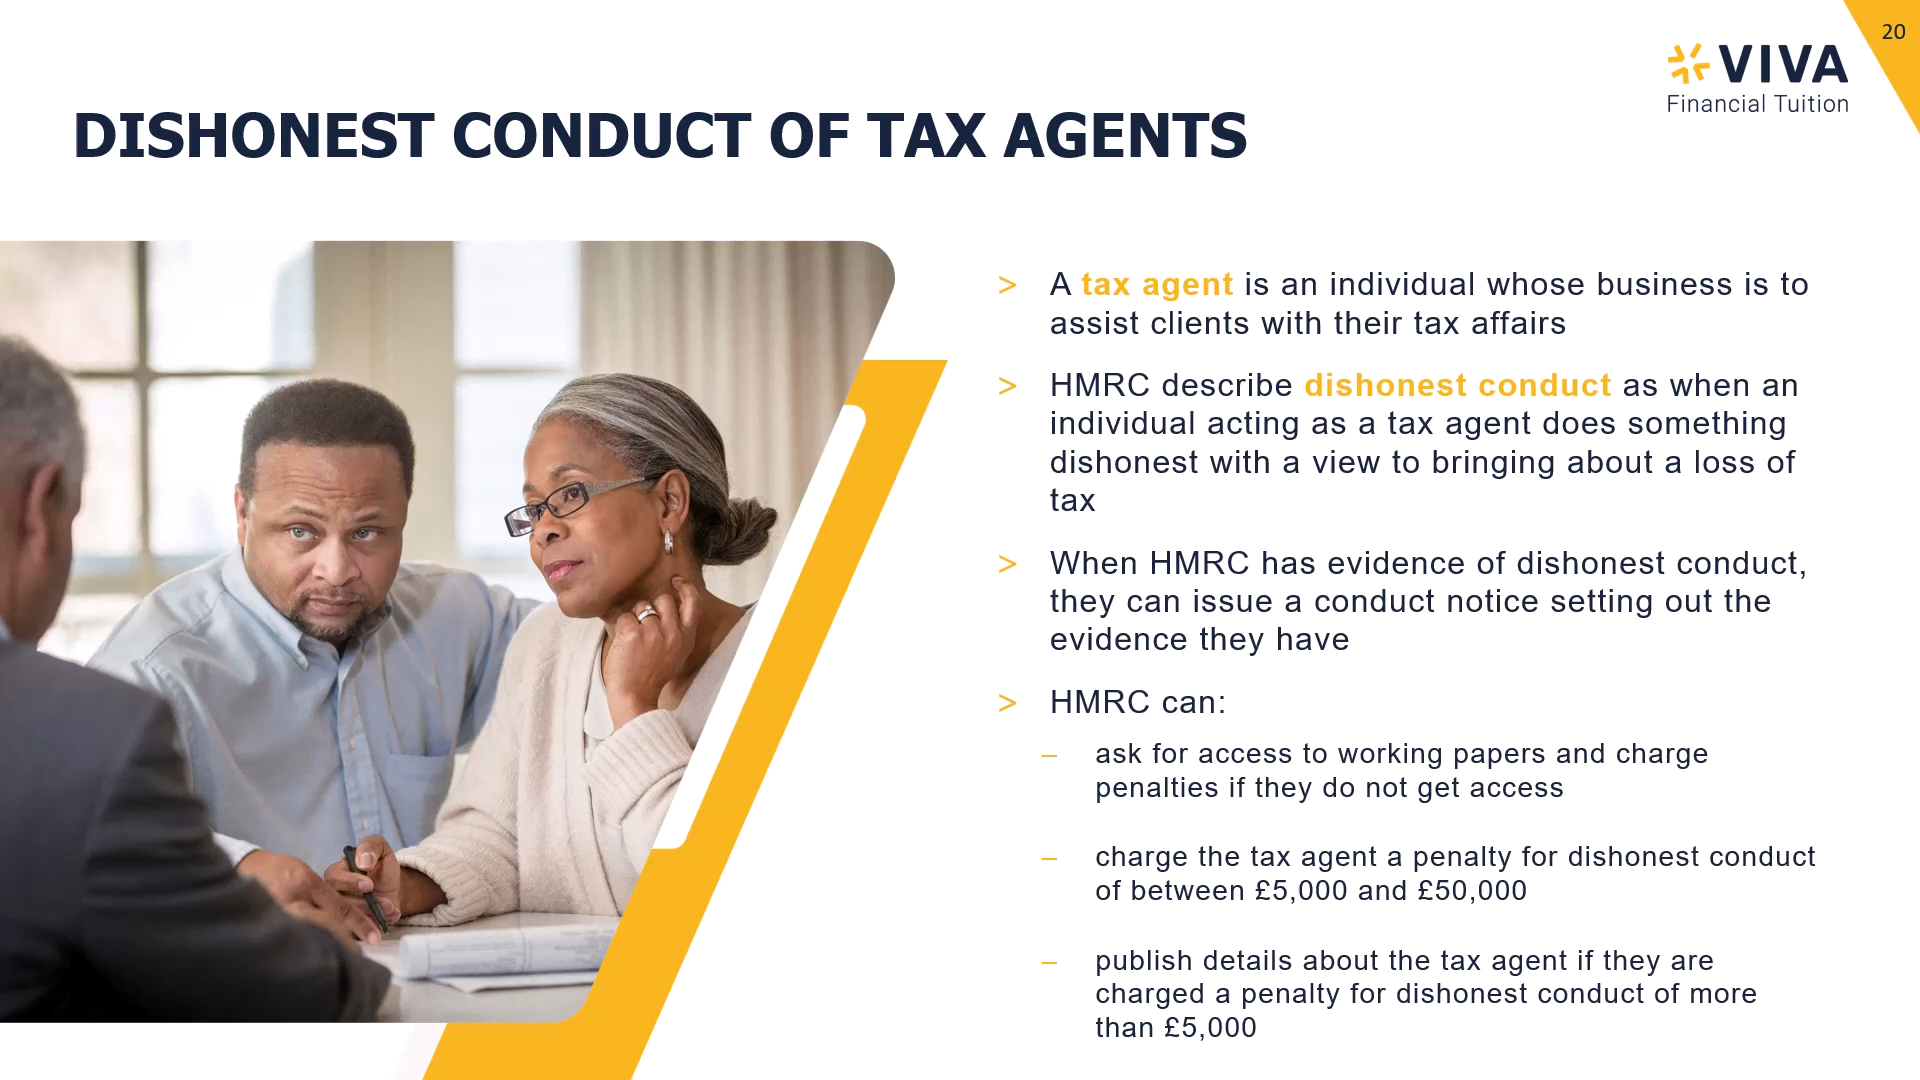 20
VIVA
Financial Tuition
DISHONEST CONDUCT OF TAX AGENTS
> A tax agent is an individual whose business is to
assist clients with their tax affairs
> HMRC describe dishonest conduct as when an
individual acting as a tax agent does something
dishonest with a view to bringing about a loss of
tax
> When HMRC has evidence of dishonest conduct,
they can issue a conduct notice setting out the
evidence they have
> HMRC can:
– ask for access to working papers and charge
penalties if they do not get access
– charge the tax agent a penalty for dishonest conduct
of between £5,000 and £50,000
– publish details about the tax agent if they are
charged a penalty for dishonest conduct of more
than £5,000